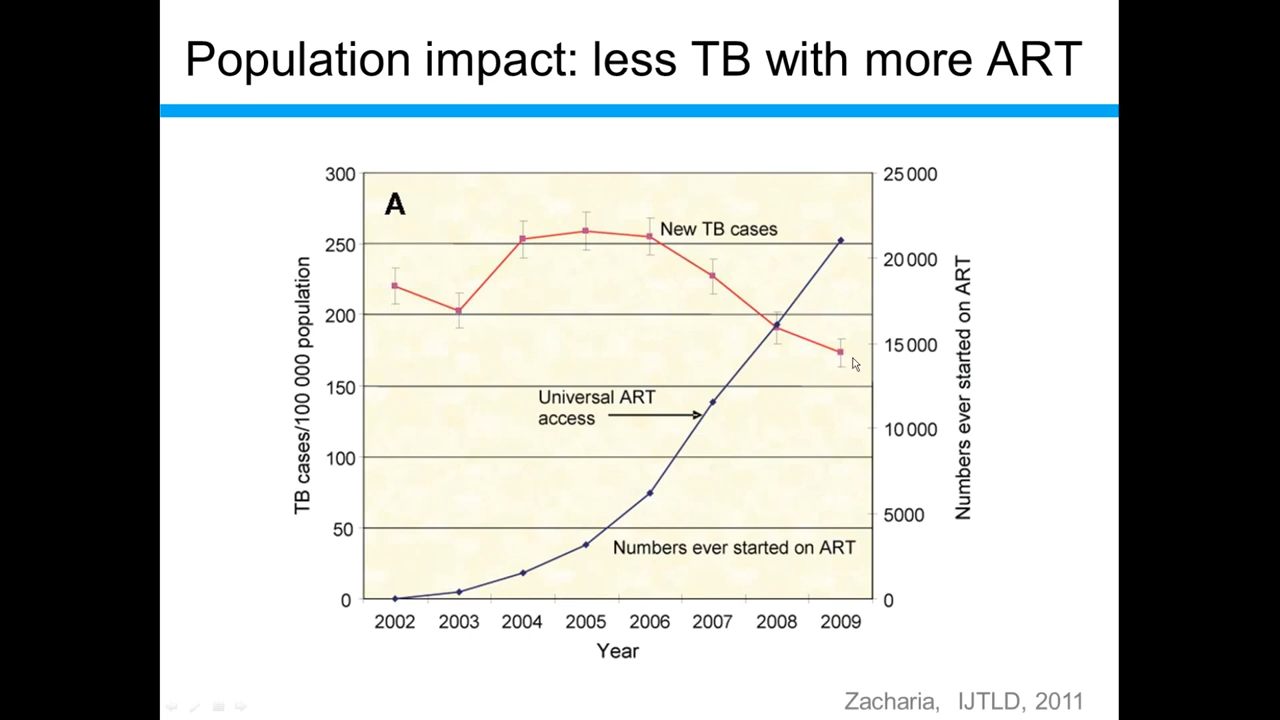 Population impact: less TB with more ART
A
300
250
200
150
100
50
0
TB cases/100 000 population
25 000
20 000
15 000
10 000
5000
0
Numbers ever started on ART
New TB cases
Universal ART
access
Numbers ever started on ART
2002 2003 2004 2005 2006 2007 2008 2009
Year
Zacharia, IJTLD, 2011